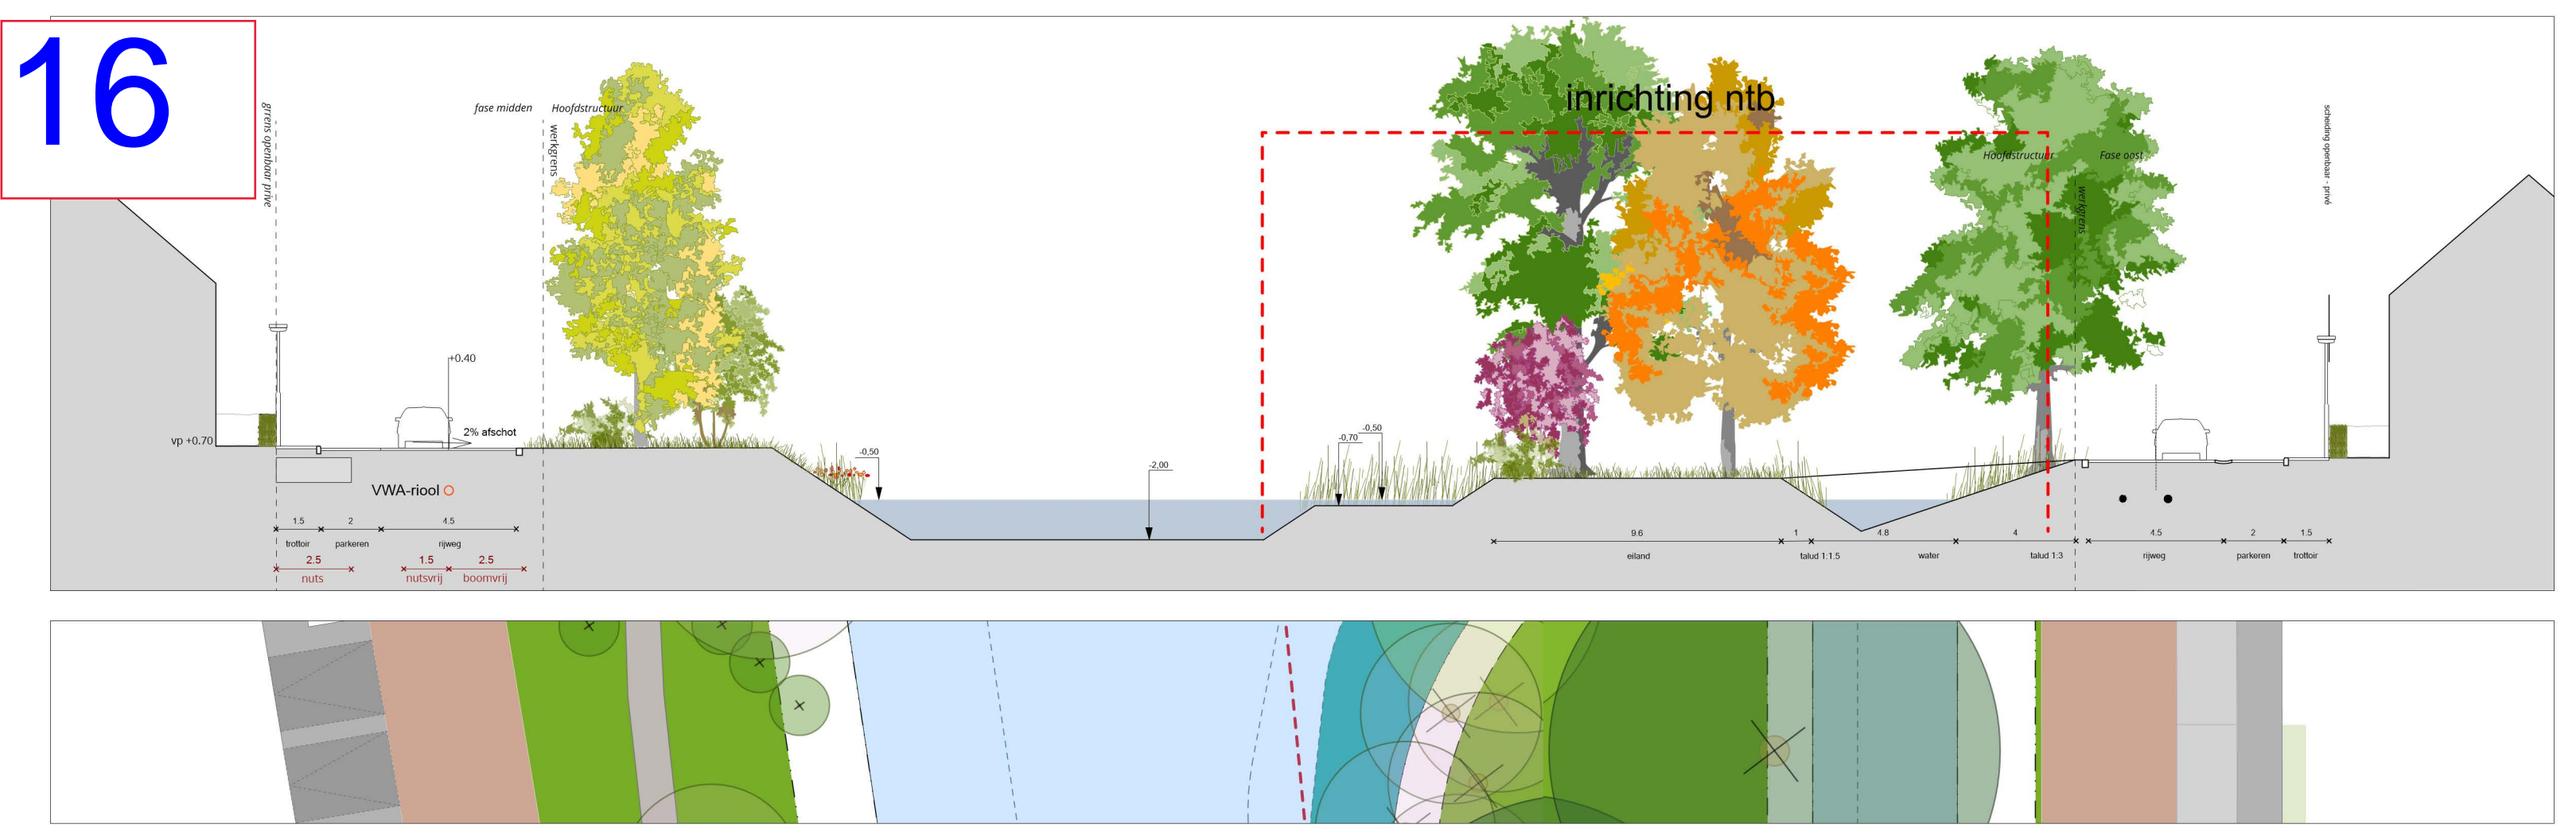 16
grens openbaar prive
fase midden
Hoofdstructuur
werkgrens
inrichting ntb
Hoofdstructuur
Fase oost
werkgrens
scheiding openbaar - privé
+0.40
vp +0.70
2% afschot
-0,50
-2,00
-0,70
-0,50
VWA-riool
1.5 2 4.5
trottoir parkeren rijweg
2.5 1.5 2.5
nuts nutsvrij boomvrij
9.6 1 4.8 4 4.5 2 1.5
eiland talud 1:1.5 water talud 1:3 rijweg parkeren trottoir